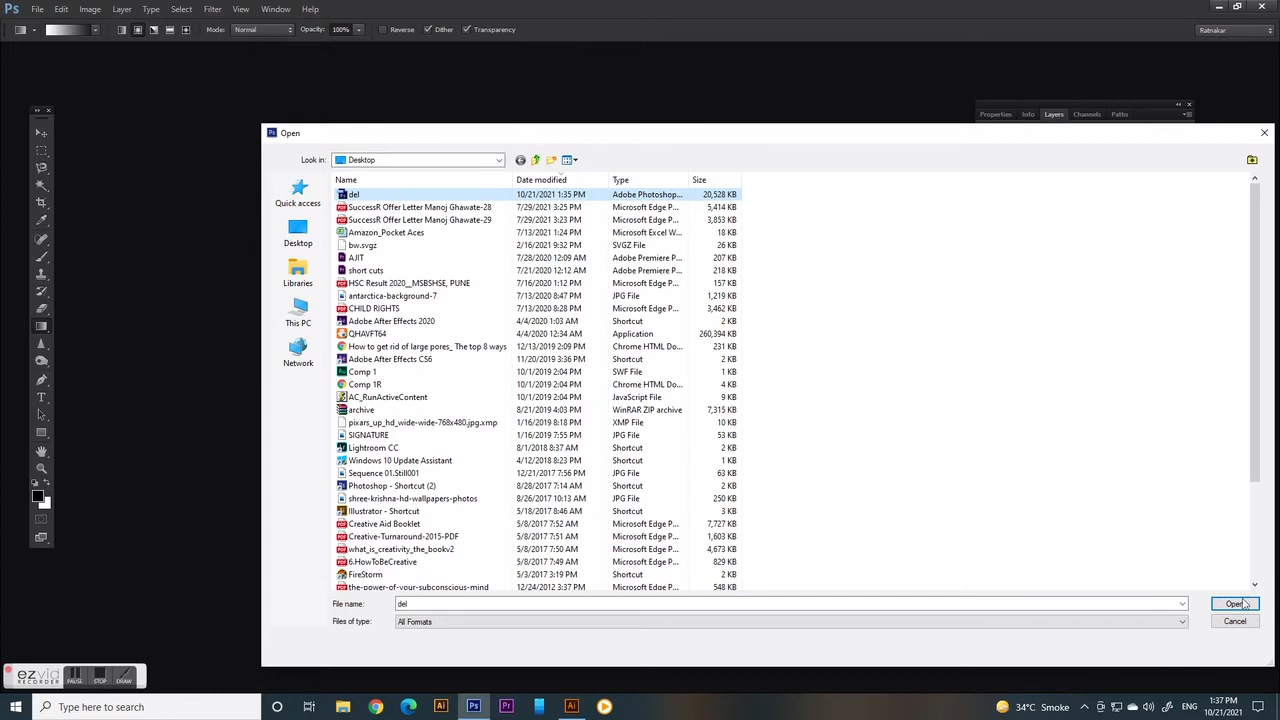 Ps File Edit Image Layer Type Select Filter View Window Help
Mode: Normal Opacity: 100% Reverse Dither Transparency Ratnakar
Properties Info Layers Channels Paths
Ps Open
Look in: Desktop
Name Date modified Type Size
del 10/21/2021 1:35 PM Adobe Photoshop... 20,528 KB
SuccessR Offer Letter Manoj Ghawate-28 7/29/2021 3:25 PM Microsoft Edge P... 5,414 KB
SuccessR Offer Letter Manoj Ghawate-29 7/29/2021 3:23 PM Microsoft Edge P... 3,853 KB
Amazon_Pocket Aces 7/13/2021 1:24 PM Microsoft Excel W... 18 KB
bw.svgz 2/16/2021 9:32 PM SVGZ File 26 KB
AJIT 7/28/2020 12:09 AM Adobe Premiere P... 207 KB
short cuts 7/21/2020 12:12 AM Adobe Premiere P... 218 KB
HSC Result 2020__MSBSHSE, PUNE 7/16/2020 1:12 PM Microsoft Edge P... 157 KB
antarctica-background-7 7/13/2020 8:47 PM JPG File 1,219 KB
CHILD RIGHTS 7/13/2020 8:28 PM Microsoft Edge P... 3,462 KB
Adobe After Effects 2020 4/4/2020 1:03 AM Shortcut 2 KB
QHAVFT64 4/4/2020 12:34 AM Application 260,394 KB
How to get rid of large pores_ The top 8 ways 12/13/2019 2:09 PM Chrome HTML Do... 231 KB
Adobe After Effects CS6 11/20/2019 3:36 PM Shortcut 2 KB
Comp 1 10/1/2019 2:04 PM SWF File 1 KB
Comp 1R 10/1/2019 2:04 PM Chrome HTML Do... 4 KB
AC_RunActiveContent 10/1/2019 2:04 PM JavaScript File 9 KB
archive 8/21/2019 4:03 PM WinRAR ZIP archive 7,315 KB
pixars_up_hd_wide-wide-768x480.jpg.xmp 1/16/2019 8:18 PM XMP File 10 KB
SIGNATURE 1/16/2019 7:55 PM JPG File 53 KB
Lightroom CC 8/1/2018 8:37 AM Shortcut 2 KB
Windows 10 Update Assistant 4/12/2018 8:23 PM Shortcut 1 KB
Sequence 01.Still001 12/21/2017 7:56 PM JPG File 63 KB
Photoshop - Shortcut (2) 8/28/2017 7:14 PM Shortcut 2 KB
shree-krishna-hd-wallpapers-photos 8/26/2017 10:13 AM JPG File 250 KB
Illustrator - Shortcut 5/18/2017 8:46 AM Shortcut 3 KB
Creative Aid Booklet 5/8/2017 7:52 AM Microsoft Edge P... 7,727 KB
Creative-Turnaround-2015-PDF 5/8/2017 7:51 AM Microsoft Edge P... 1,603 KB
what_is_creativity_the_bookv2 5/8/2017 7:50 AM Microsoft Edge P... 4,673 KB
6.HowToBeCreative 5/8/2017 7:49 AM Microsoft Edge P... 829 KB
FireStorm 5/3/2017 3:19 PM Shortcut 2 KB
the-power-of-your-subconscious-mind 12/24/2012 3:37 PM Microsoft Edge P... 548 KB
Quick access
Desktop
Libraries
This PC
Network
File name: del Open
Files of type: All Formats Cancel
ezvid
RECORDER
PAUSE STOP DRAW
Type here to search
Ai Ps Pr Ai
34°C Smoke ENG 1:37 PM
10/21/2021